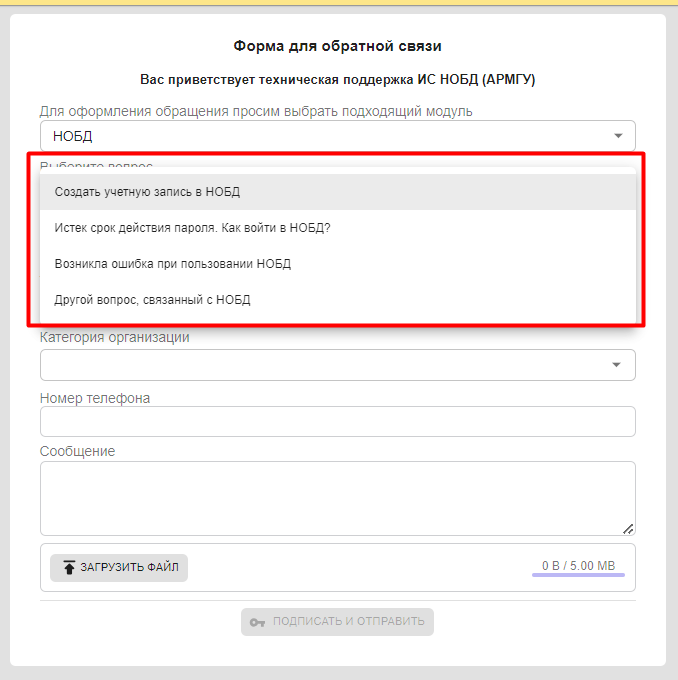 Форма для обратной связи
Вас приветствует техническая поддержка ИС НОБД (АРМГУ)
Для оформления обращения просим выбрать подходящий модуль
НОБД
Выберите вопрос
Создать учетную запись в НОБД
Истек срок действия пароля. Как войти в НОБД?
Возникла ошибка при пользовании НОБД
Другой вопрос, связанный с НОБД
Категория организации
Номер телефона
Сообщение
ЗАГРУЗИТЬ ФАЙЛ
0 B / 5.00 MB
ПОДПИСАТЬ И ОТПРАВИТЬ